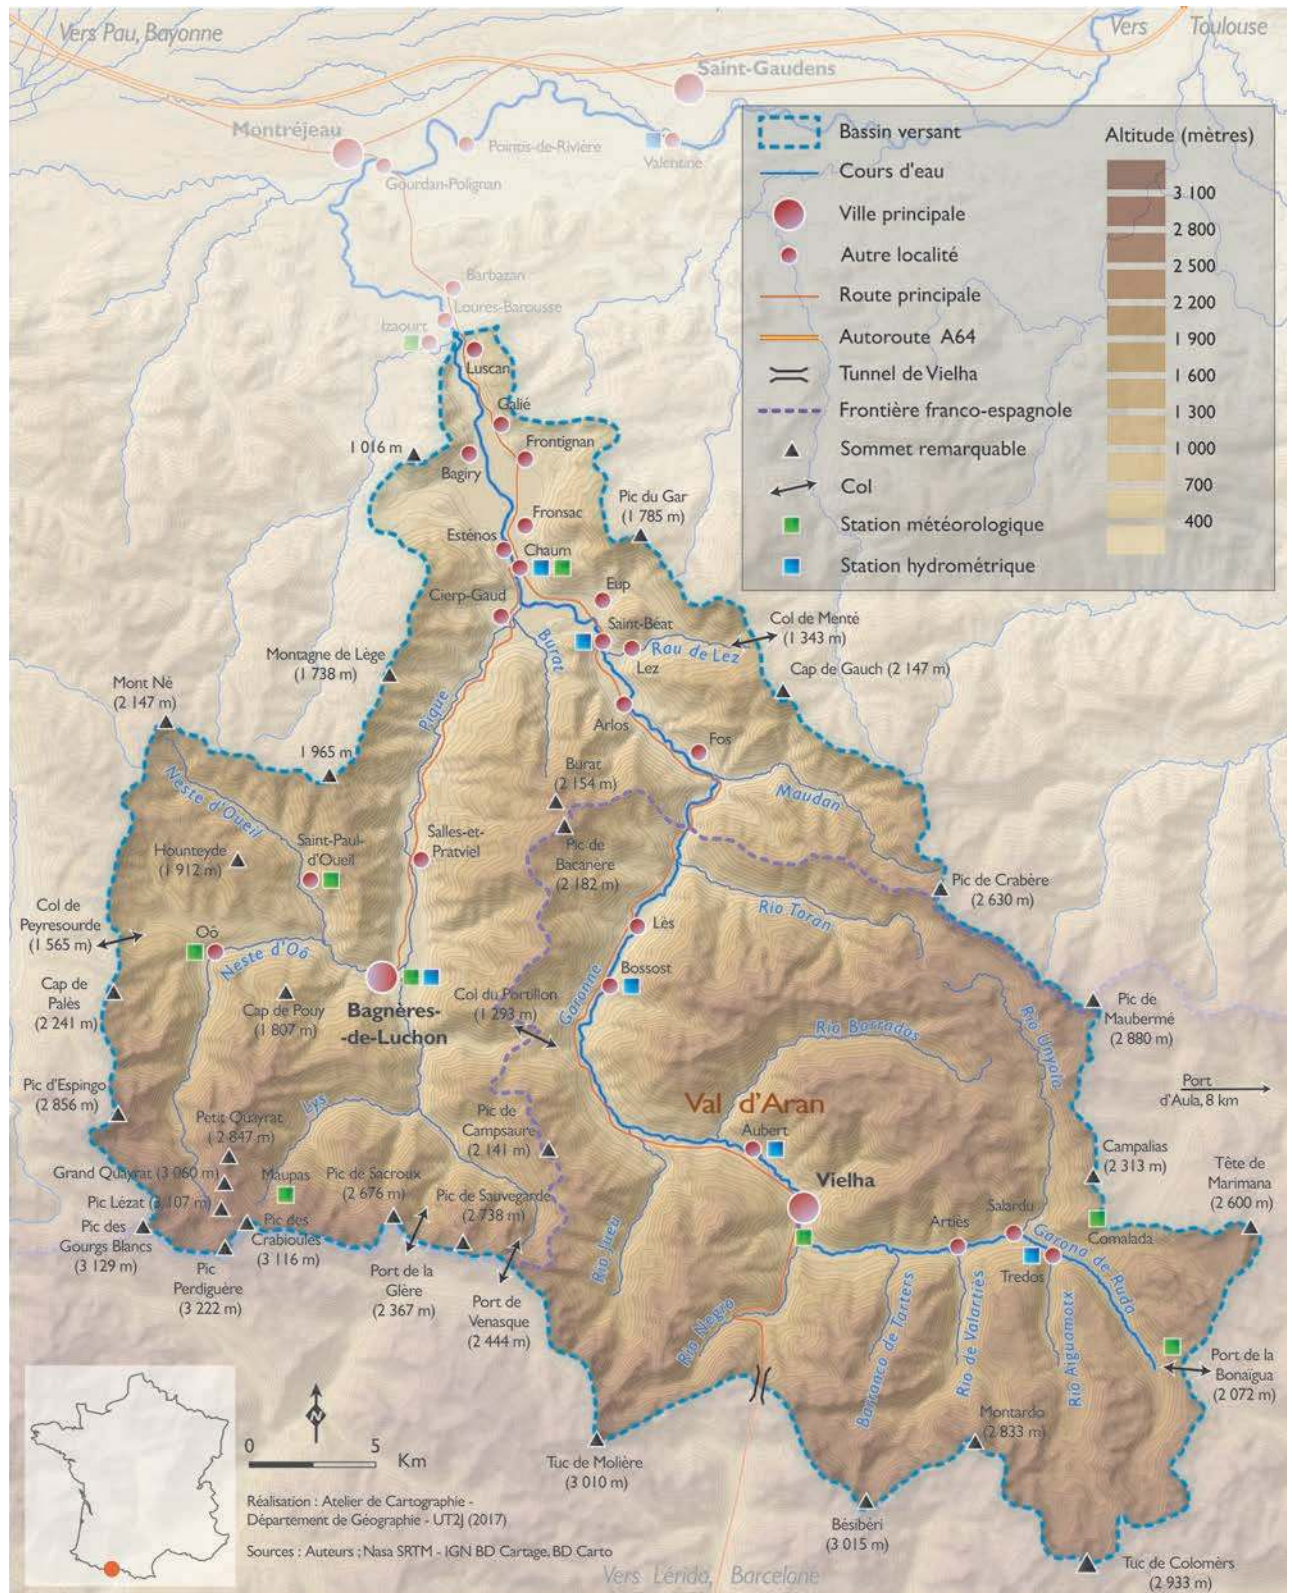 Vers Pau, Bayonne
Vers Toulouse
Saint-Gaudens
Montréjeau
Pointis-de-Rivière
Valentine
Gourdan-Polignan
Barbazan
Loures-Barousse
Izaourt
Bassin versant
Cours d'eau
Ville principale
Autre localité
Route principale
Autoroute A64
Tunnel de Vielha
Frontière franco-espagnole
Sommet remarquable
Col
Station météorologique
Station hydrométrique
Altitude (mètres)
3 100
2 800
2 500
2 200
1 900
1 600
1 300
1 000
700
400
Luscan
Galié
1 016 m
Frontignan
Bagiry
Pic du Gar
(1 785 m)
Fronsac
Esténos
Chaum
Eup
Cierp-Gaud
Saint-Béat
Col de Menté
(1 343 m)
Burat
Rau de Lez
Lez
Montagne de Lège
(1 738 m)
Cap de Gauch (2 147 m)
Mont Né
(2 147 m)
Pique
Arlos
1 965 m
Fos
Burat
(2 154 m)
Maudan
Neste d'Oueil
Hounteyde
(1 912 m)
Saint-Paul-
d'Oueil
Salles-et-
Pratviel
Pic de
Bacanère
(2 182 m)
Pic de Crabère
(2 630 m)
Col de
Peyresourde
(1 565 m)
Oô
Neste d'Oô
Rio Toran
Lès
Bossost
Garonne
Cap de
Palès
(2 241 m)
Cap de Pouy
(1 807 m)
Bagnères-
-de-Luchon
Col du Portillon
(1 293 m)
Pic de
Maubermé
(2 880 m)
Rio Unyola
Rio Barrados
Pic d'Espingo
(2 856 m)
Port
d'Aula, 8 km
Lys
Val d'Aran
Petit Quayrat
(2 847 m)
Pic de
Campsaure
(2 141 m)
Aubert
Campalias
(2 313 m)
Grand Quayrat (3 060 m)
Maupas
Pic de Sacroux
(2 676 m)
Vielha
Tête de
Marimana
(2 600 m)
Pic Lézat (3 107 m)
Pic de Sauvegarde
(2 738 m)
Salardu
Artiès
Comalada
Pic des
Gourgs Blancs
(3 129 m)
Pic des
Crabioules
(3 116 m)
Pic
Perdiguère
(3 222 m)
Port de la
Glère
(2 367 m)
Port de
Venasque
(2 444 m)
Rio Jueu
Tredos
Garona de Ruda
Rio Negro
Barranco de Tarters
Rio de Valartiès
Rio Aiguamotx
Port de la
Bonaïgua
(2 072 m)
Montardo
(2 833 m)
N
0 5
Km
Tuc de Molière
(3 010 m)
Bésibéri
(3 015 m)
Tuc de Colomèrs
(2 933 m)
Réalisation : Atelier de Cartographie -
Département de Géographie - UT2J (2017)
Sources : Auteurs ; Nasa SRTM - IGN BD Cartage, BD Carto
Vers Lérida, Barcelane